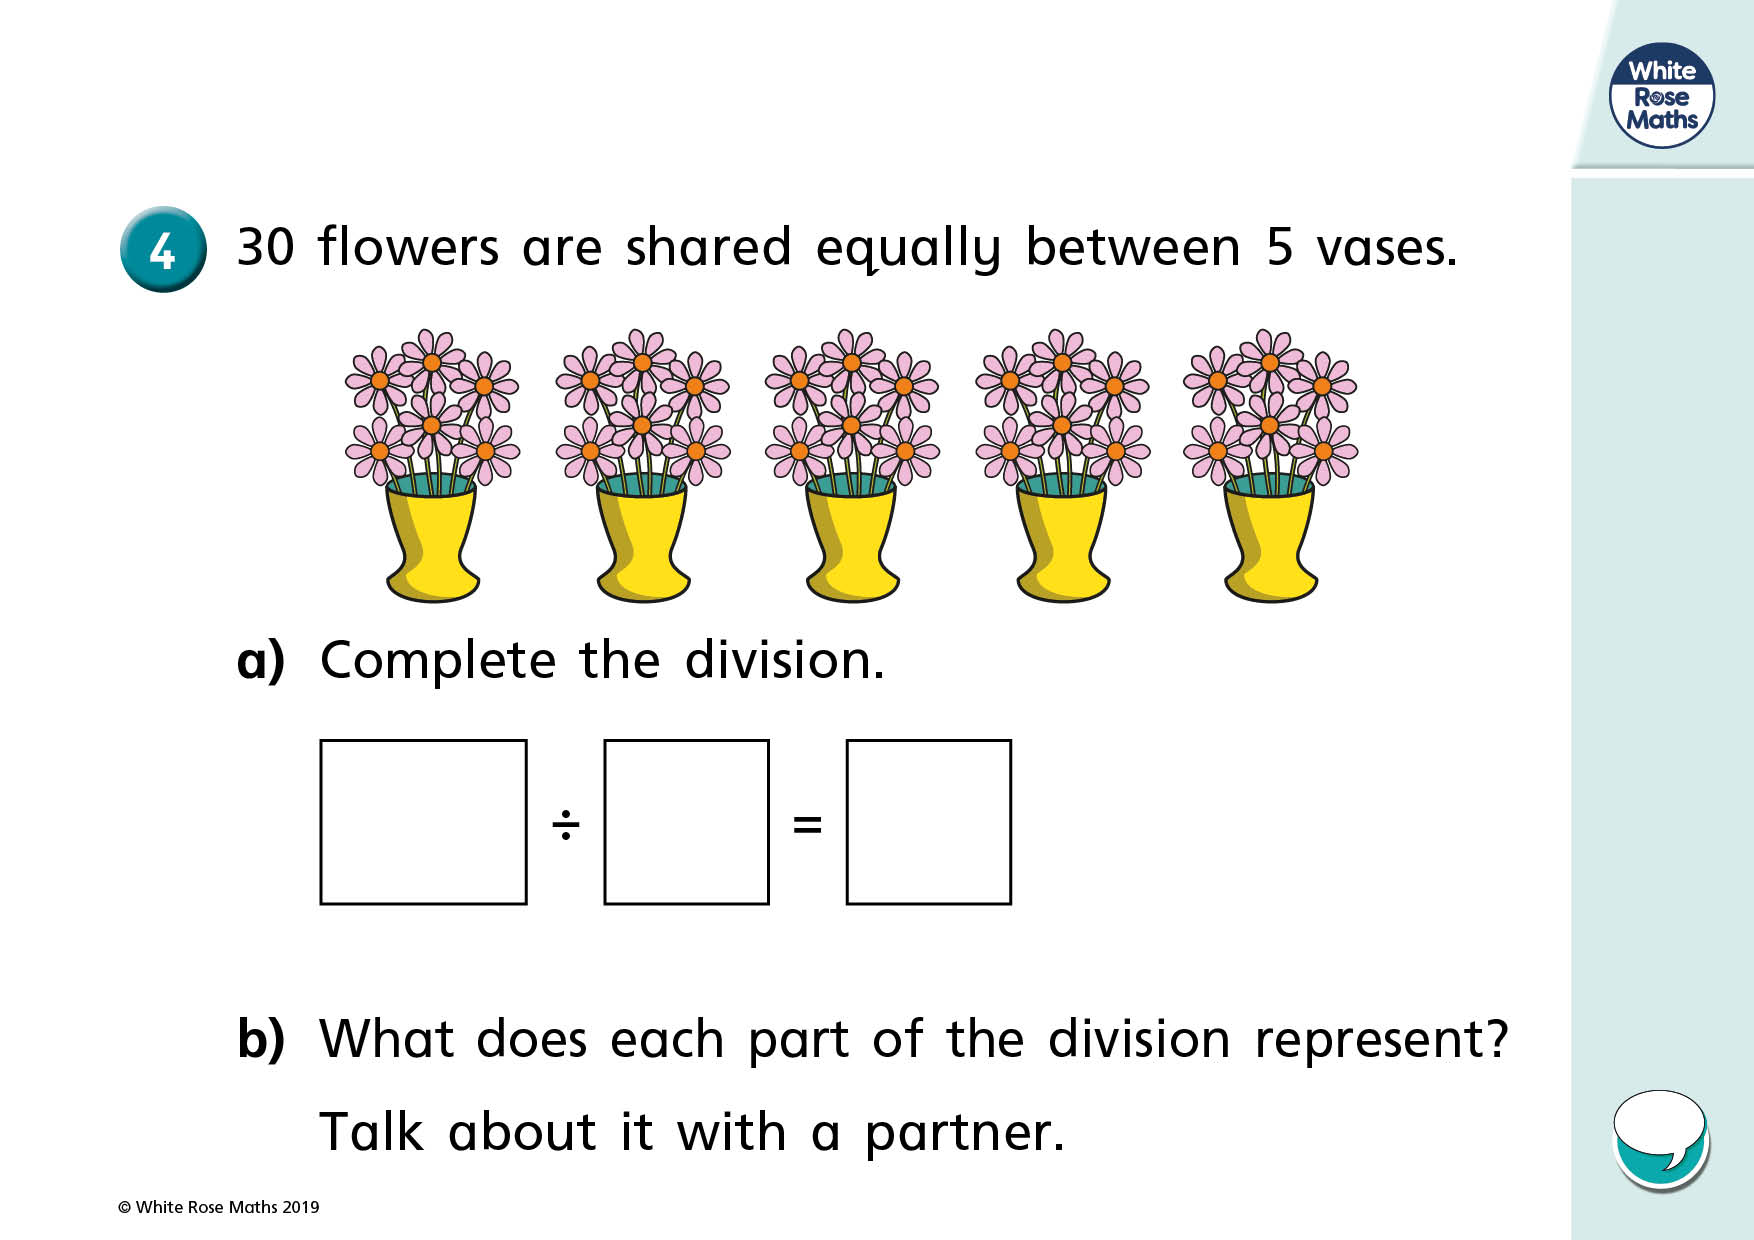 White
Rose
Maths
4 30 flowers are shared equally between 5 vases.
a) Complete the division.
÷ =
b) What does each part of the division represent?
Talk about it with a partner.
© White Rose Maths 2019